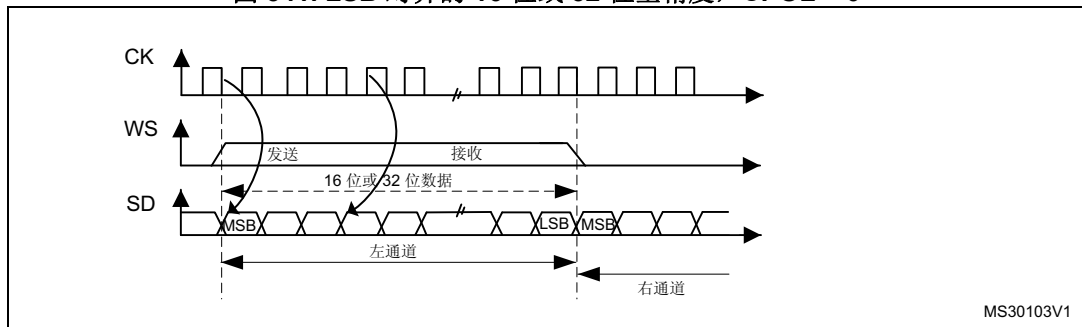 CK
WS
发送 接收
16 位或 32 位数据
SD
MSB LSB MSB
左通道
右通道
MS30103V1